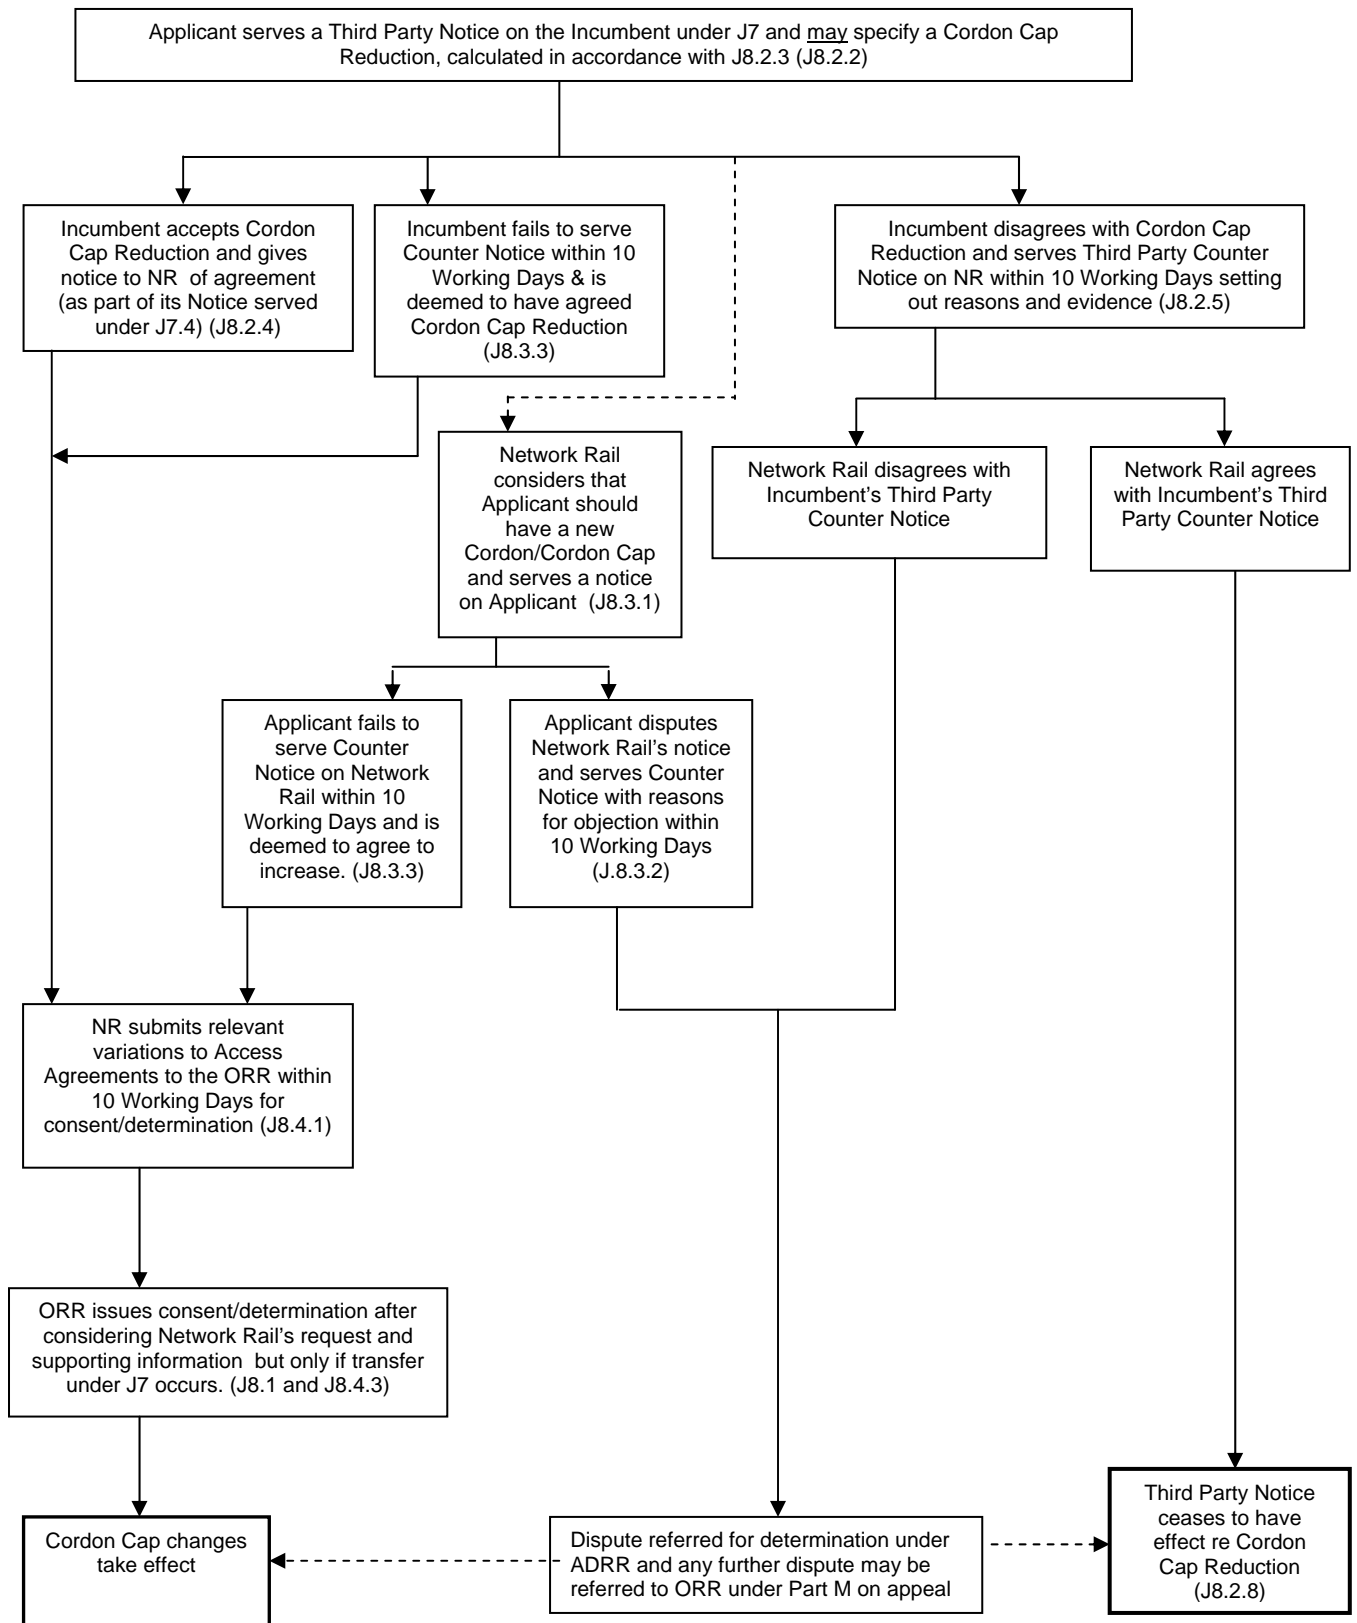 Applicant serves a Third Party Notice on the Incumbent under J7 and may specify a Cordon Cap
Reduction, calculated in accordance with J8.2.3 (J8.2.2)
Incumbent accepts Cordon
Cap Reduction and gives
notice to NR of agreement
(as part of its Notice served
under J7.4) (J8.2.4)
Incumbent fails to serve
Counter Notice within 10
Working Days & is
deemed to have agreed
Cordon Cap Reduction
(J8.3.3)
Incumbent disagrees with Cordon Cap
Reduction and serves Third Party Counter
Notice on NR within 10 Working Days setting
out reasons and evidence (J8.2.5)
Network Rail
considers that
Applicant should
have a new
Cordon/Cordon Cap
and serves a notice
on Applicant (J8.3.1)
Network Rail disagrees with
Incumbent's Third Party
Counter Notice
Network Rail agrees
with Incumbent's Third
Party Counter Notice
Applicant fails to
serve Counter
Notice on Network
Rail within 10
Working Days and is
deemed to agree to
increase. (J8.3.3)
Applicant disputes
Network Rail's notice
and serves Counter
Notice with reasons
for objection within
10 Working Days
(J.8.3.2)
NR submits relevant
variations to Access
Agreements to the ORR within
10 Working Days for
consent/determination (J8.4.1)
ORR issues consent/determination after
considering Network Rail's request and
supporting information but only if transfer
under J7 occurs. (J8.1 and J8.4.3)
Cordon Cap changes
take effect
Dispute referred for determination under
ADRR and any further dispute may be
referred to ORR under Part M on appeal
Third Party Notice
ceases to have
effect re Cordon
Cap Reduction
(J8.2.8)